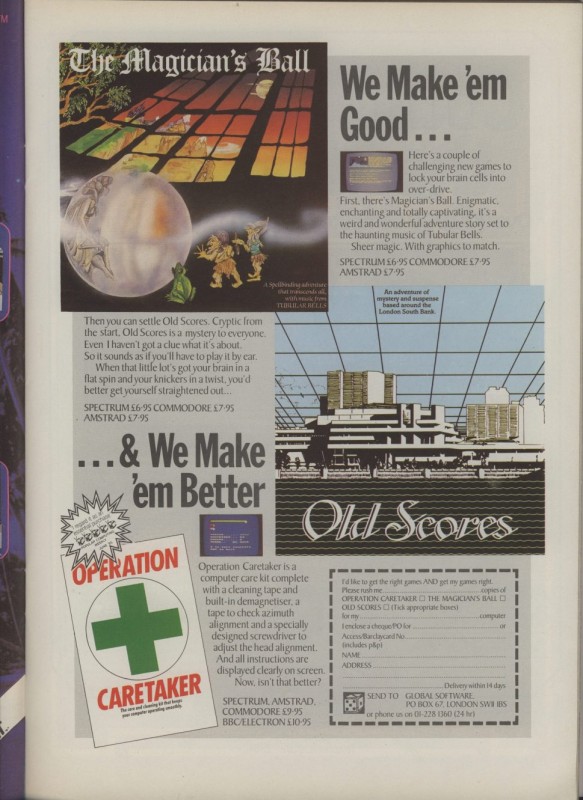 The Magician's Ball
A Spellbinding adventure
that transcends all,
with music from
TUBULAR BELLS
We Make 'em
Good...
Here's a couple of
challenging new games to
lock your brain cells into
over-drive.
First, there's Magician's Ball. Enigmatic,
enchanting and totally captivating, it's a
weird and wonderful adventure story set to
the haunting music of Tubular Bells.
Sheer magic. With graphics to match.
SPECTRUM £6·95 COMMODORE £7·95
AMSTRAD £7·95
An adventure of
mystery and suspense
based around the
London South Bank.
Old Scores
Then you can settle Old Scores. Cryptic from
the start, Old Scores is a mystery to everyone.
Even I haven't got a clue what it's about.
So it sounds as if you'll have to play it by ear.
When that little lot's got your brain in a
flat spin and your knickers in a twist, you'd
better get yourself straightened out...
SPECTRUM £6·95 COMMODORE £7·95
AMSTRAD £7·95
...& We Make
'em Better
OPERATION
CARETAKER
The care and cleaning kit that keeps
your computer operating smoothly.
Operation Caretaker is a
computer care kit complete
with a cleaning tape and
built-in demagnetiser, a
tape to check azimuth
alignment and a specially
designed screwdriver to
adjust the head alignment.
And all instructions are
displayed clearly on screen.
Now, isn't that better?
SPECTRUM, AMSTRAD,
COMMODORE £9·95
BBC/ELECTRON £10·95
I'd like to get the right games AND get my games right.
Please rush me copies of
OPERATION CARETAKER ☐ THE MAGICIAN'S BALL ☐
OLD SCORES ☐ (Tick appropriate boxes)
for my computer
I enclose a cheque/PO for or
Access/Barclaycard No
(includes p&p)
NAME
ADDRESS
Delivery within 14 days
SEND TO GLOBAL SOFTWARE,
PO BOX 67, LONDON SW11 1BS
or phone us on 01-228 1360 (24 hr)